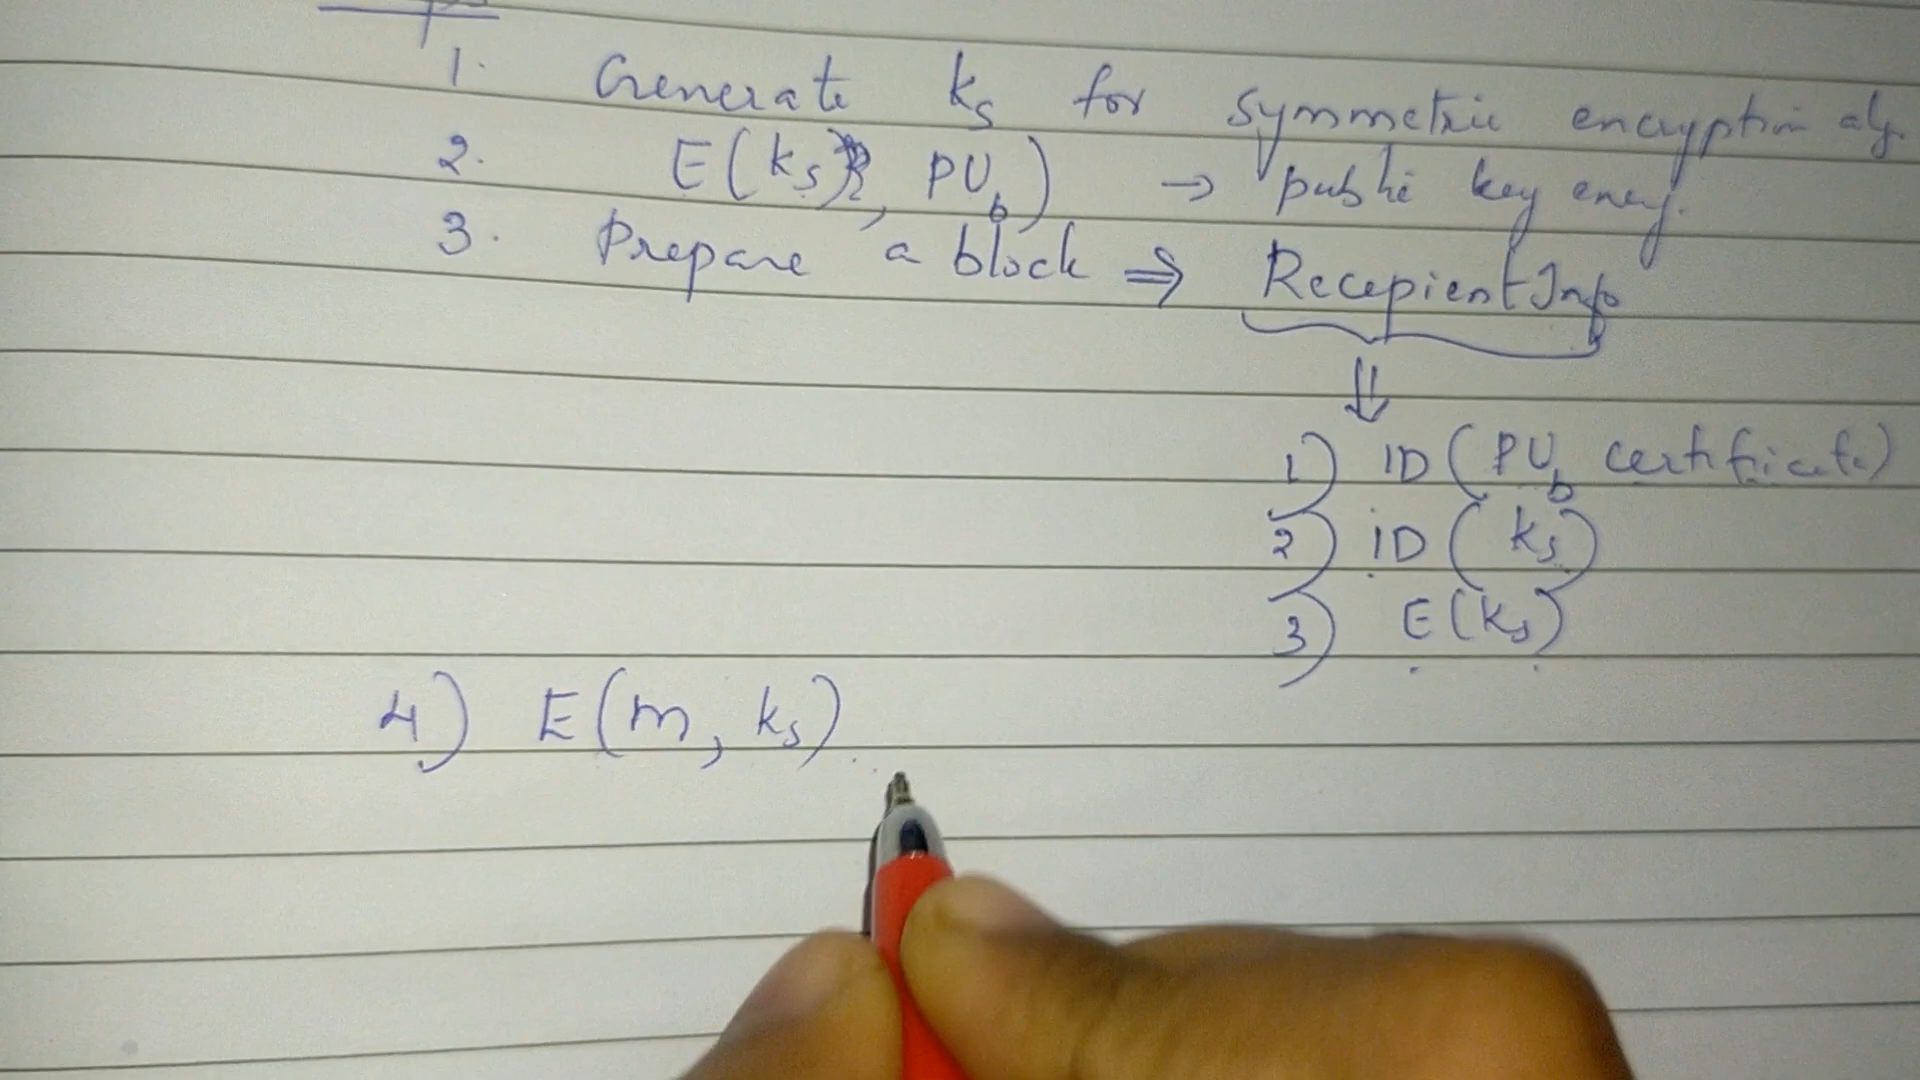 1. Generate ks for symmetric encryption alg.
2. E(ks, PUb) → public key ency.
3. Prepare a block ⇒ RecepientInfo
⇓
1) ID (PUb certificate)
2) iD (ks)
3) E(ks)
4) E(m, ks)